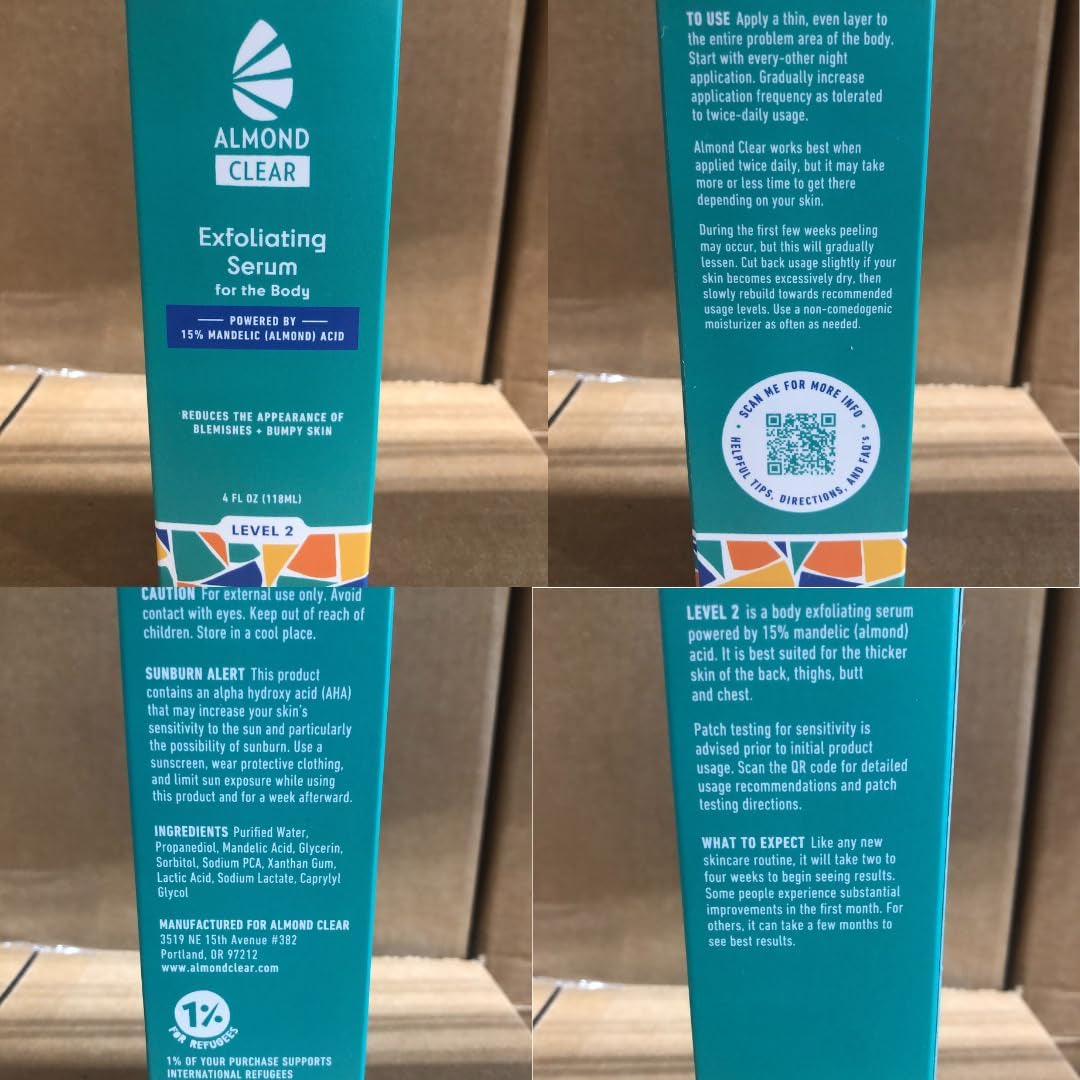 ALMOND
CLEAR
Exfoliating
Serum
for the Body
POWERED BY
15% MANDELIC (ALMOND) ACID
REDUCES THE APPEARANCE OF
BLEMISHES + BUMPY SKIN
4 FL OZ (118ML)
LEVEL 2
TO USE Apply a thin, even layer to
the entire problem area of the body.
Start with every-other night
application. Gradually increase
application frequency as tolerated
to twice-daily usage.
Almond Clear works best when
applied twice daily, but it may take
more or less time to get there
depending on your skin.
During the first few weeks peeling
may occur, but this will gradually
lessen. Cut back usage slightly if your
skin becomes excessively dry, then
slowly rebuild towards recommended
usage levels. Use a non-comedogenic
moisturizer as often as needed.
SCAN ME FOR MORE INFO
HELPFUL TIPS, DIRECTIONS, AND FAQ's
CAUTION For external use only. Avoid
contact with eyes. Keep out of reach of
children. Store in a cool place.
SUNBURN ALERT This product
contains an alpha hydroxy acid (AHA)
that may increase your skin's
sensitivity to the sun and particularly
the possibility of sunburn. Use a
sunscreen, wear protective clothing,
and limit sun exposure while using
this product and for a week afterward.
INGREDIENTS Purified Water,
Propanediol, Mandelic Acid, Glycerin,
Sorbitol, Sodium PCA, Xanthan Gum,
Lactic Acid, Sodium Lactate, Caprylyl
Glycol
MANUFACTURED FOR ALMOND CLEAR
3519 NE 15th Avenue #382
Portland, OR 97212
www.almondclear.com
1%
FOR REFUGEES
1% OF YOUR PURCHASE SUPPORTS
INTERNATIONAL REFUGEES
LEVEL 2 is a body exfoliating serum
powered by 15% mandelic (almond)
acid. It is best suited for the thicker
skin of the back, thighs, butt
and chest.
Patch testing for sensitivity is
advised prior to initial product
usage. Scan the QR code for detailed
usage recommendations and patch
testing directions.
WHAT TO EXPECT Like any new
skincare routine, it will take two to
four weeks to begin seeing results.
Some people experience substantial
improvements in the first month. For
others, it can take a few months to
see best results.